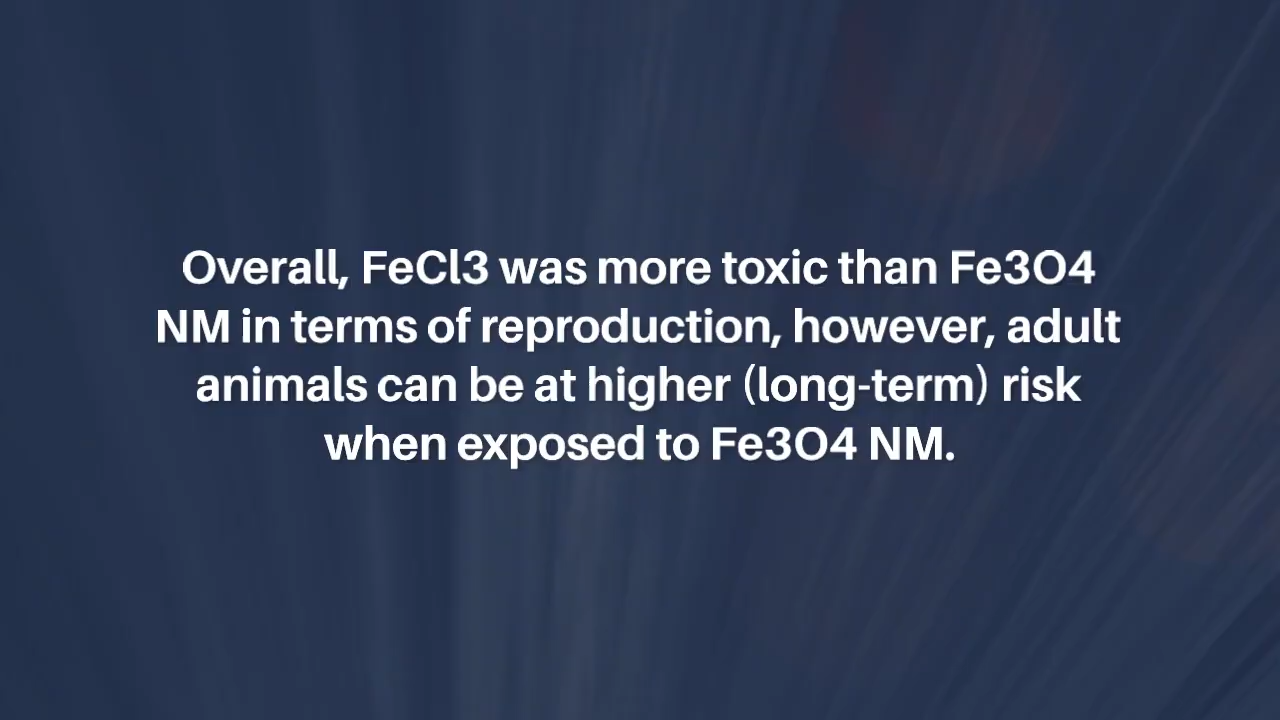 Overall, FeCl3 was more toxic than Fe3O4
NM in terms of reproduction, however, adult
animals can be at higher (long-term) risk
when exposed to Fe3O4 NM.